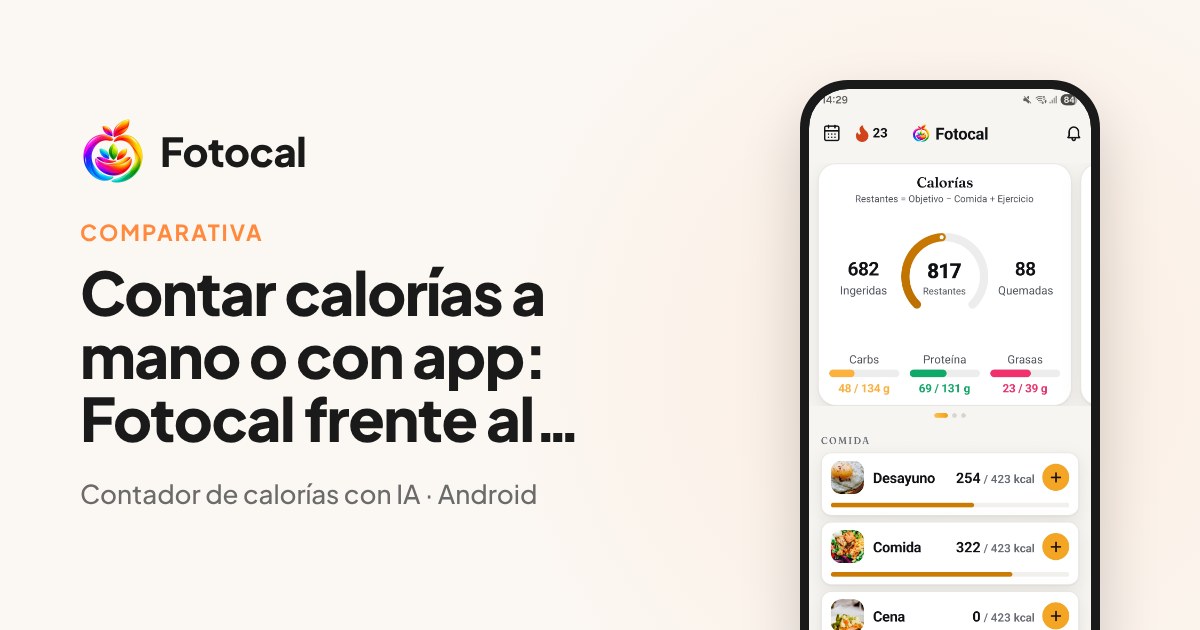 Fotocal
COMPARATIVA
Contar calorías a
mano o con app:
Fotocal frente al...
Contador de calorías con IA · Android
14:29
84
23
Fotocal
Calorías
Restantes = Objetivo − Comida + Ejercicio
682
Ingeridas
817
Restantes
88
Quemadas
Carbs
48 / 134 g
Proteína
69 / 131 g
Grasas
23 / 39 g
COMIDA
Desayuno 254 / 423 kcal +
Comida 322 / 423 kcal +
Cena 0 / 423 kcal +